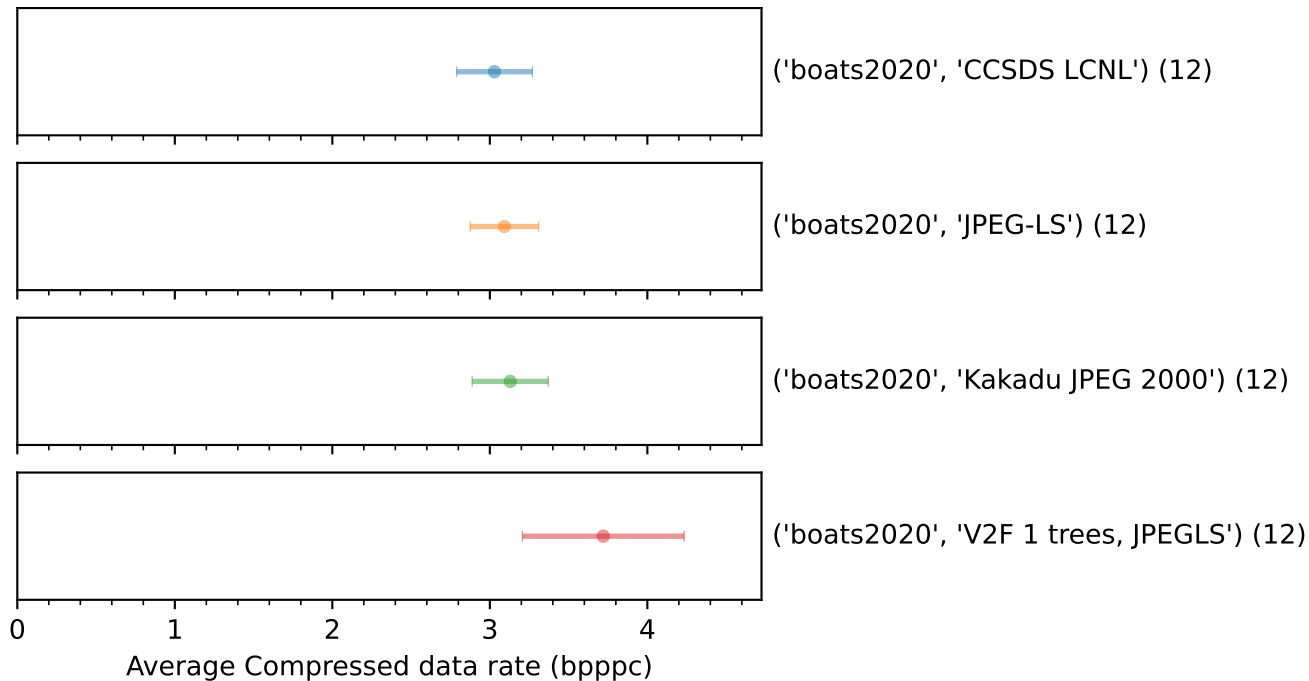 ('boats2020', 'CCSDS LCNL') (12)
('boats2020', 'JPEG-LS') (12)
('boats2020', 'Kakadu JPEG 2000') (12)
('boats2020', 'V2F 1 trees, JPEGLS') (12)
0 1 2 3 4
Average Compressed data rate (bpppc)